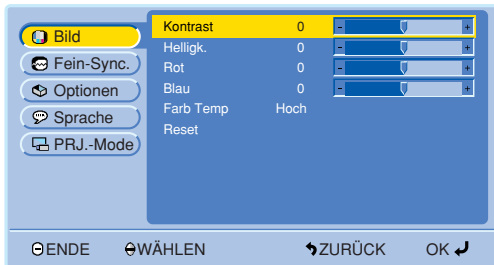 Bild
Fein-Sync.
Optionen
Sprache
PRJ.-Mode
Kontrast 0 - +
Helligk. 0 - +
Rot 0 - +
Blau 0 - +
Farb Temp Hoch
Reset
ENDE WÄHLEN ZURÜCK OK